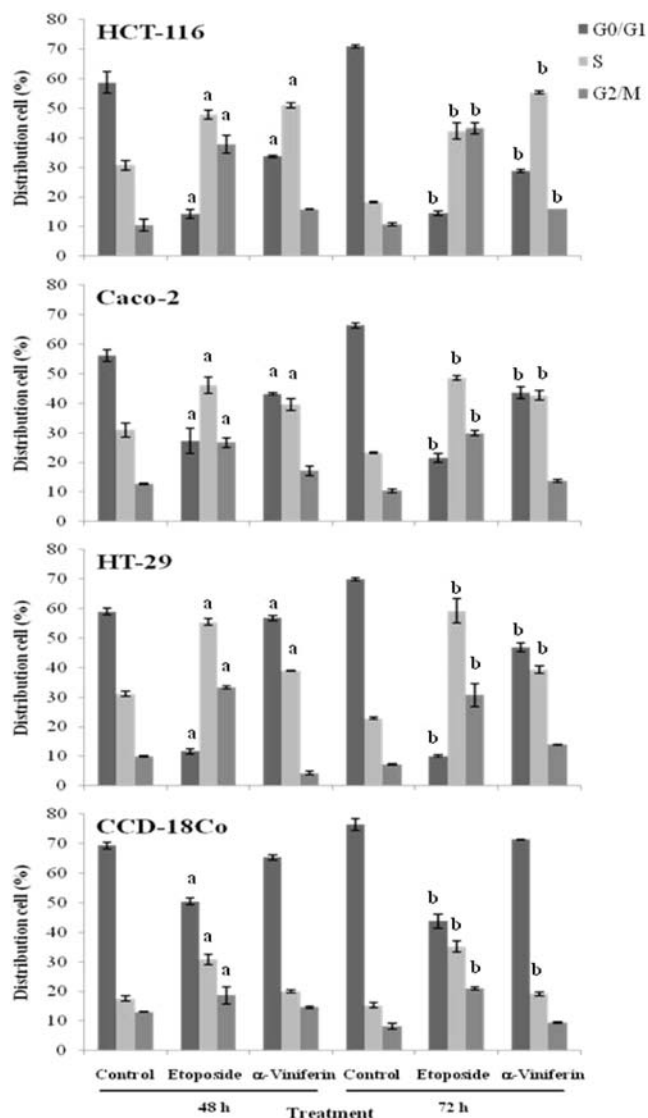 HCT-116
G0/G1
S
G2/M
Distribution cell (%)
80
70
60
50
40
30
20
10
0
a a a a b b b b b b
Caco-2
Distribution cell (%)
80
70
60
50
40
30
20
10
0
a a a a a b b b b b
HT-29
Distribution cell (%)
80
70
60
50
40
30
20
10
0
a a a a a b b b b b
CCD-18Co
Distribution cell (%)
80
70
60
50
40
30
20
10
0
a a a b b b b
Control Etoposide α-Viniferin Control Etoposide α-Viniferin
48 h 72 h
Treatment